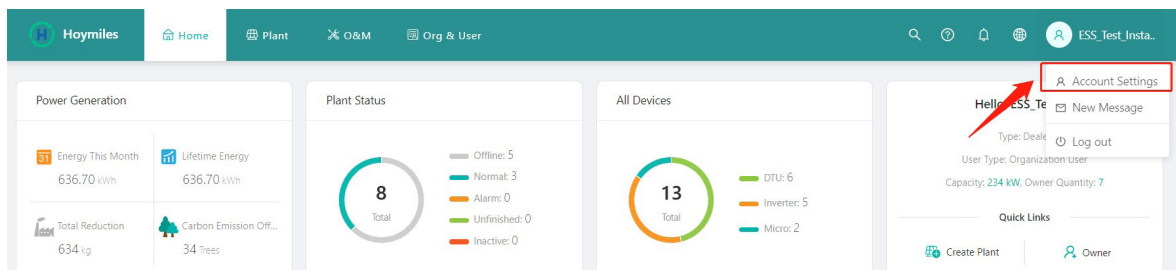 Hoymiles
Home
Plant
O&M
Org & User
ESS_Test_Insta..
Account Settings
New Message
Log out
Power Generation
31
Energy This Month
636.70 kWh
Lifetime Energy
636.70 kWh
Total Reduction
634 kg
Carbon Emission Off...
34 Trees
Plant Status
8
Total
Offline: 5
Normal: 3
Alarm: 0
Unfinished: 0
Inactive: 0
All Devices
13
Total
DTU: 6
Inverter: 5
Micro: 2
Hello ESS_Te
Type: Deale
User Type: Organization User
Capacity: 234 kW, Owner Quantity: 7
Quick Links
Create Plant
Owner